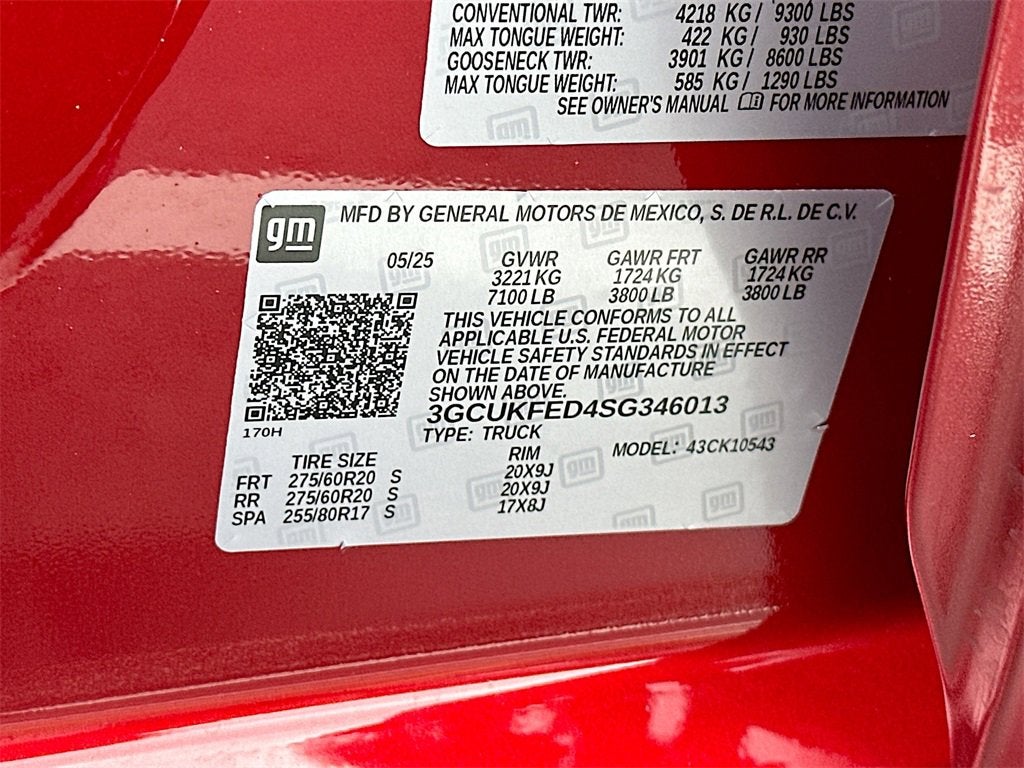 CONVENTIONAL TWR: 4218 KG / 9300 LBS
MAX TONGUE WEIGHT: 422 KG / 930 LBS
GOOSENECK TWR: 3901 KG / 8600 LBS
MAX TONGUE WEIGHT: 585 KG / 1290 LBS
SEE OWNER'S MANUAL FOR MORE INFORMATION
gm
MFD BY GENERAL MOTORS DE MEXICO, S. DE R.L. DE C.V.
05/25 GVWR GAWR FRT GAWR RR
3221 KG 1724 KG 1724 KG
7100 LB 3800 LB 3800 LB
THIS VEHICLE CONFORMS TO ALL
APPLICABLE U.S. FEDERAL MOTOR
VEHICLE SAFETY STANDARDS IN EFFECT
ON THE DATE OF MANUFACTURE
SHOWN ABOVE.
3GCUKFED4SG346013
170H
TYPE: TRUCK
MODEL: 43CK10543
TIRE SIZE RIM
FRT 275/60R20 S 20X9J
RR 275/60R20 S 20X9J
SPA 255/80R17 S 17X8J